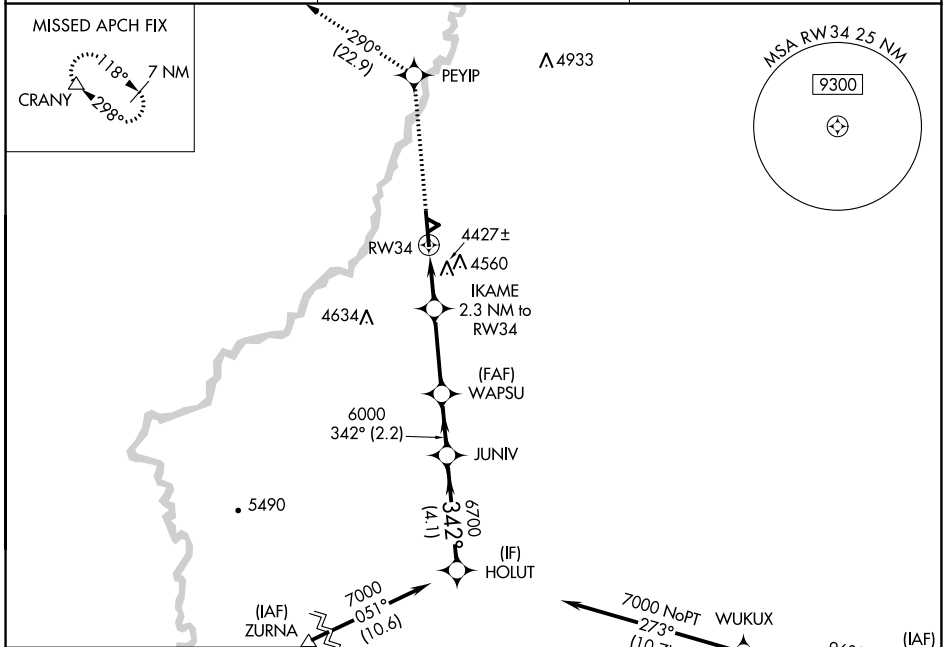 MISSED APCH FIX
118°
7 NM
CRANY
298°
290°
(22.9)
PEYIP
4933
MSA RW34 25 NM
9300
RW34
4427±
4560
IKAME
2.3 NM to
RW34
4634
(FAF)
WAPSU
6000
342° (2.2)
JUNIV
5490
6700
342°
(4.1)
(IF)
HOLUT
7000
051°
(10.6)
(IAF)
ZURNA
7000 NoPT
273°
WUKUX
(IAF)